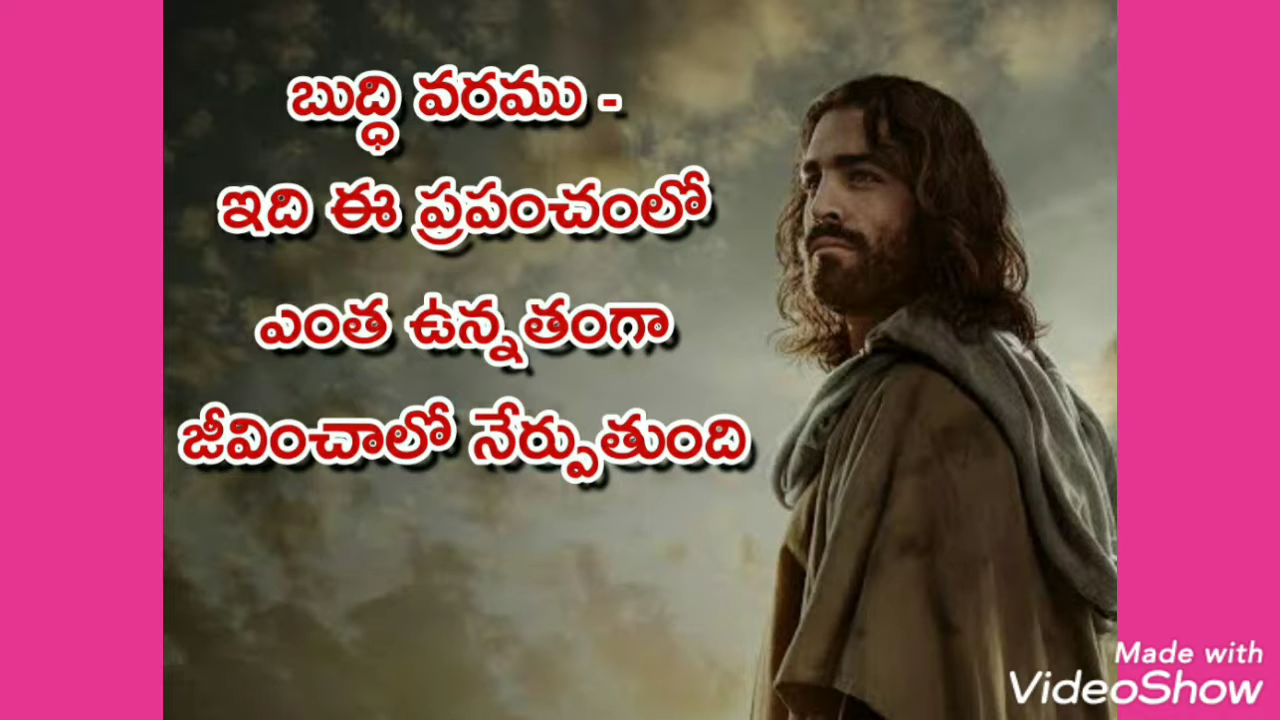 బుద్ధి వరము -
ఇది ఈ ప్రపంచంలో
ఎంత ఉన్నతంగా
జీవించాలో నేర్పుతుంది
Made with
VideoShow